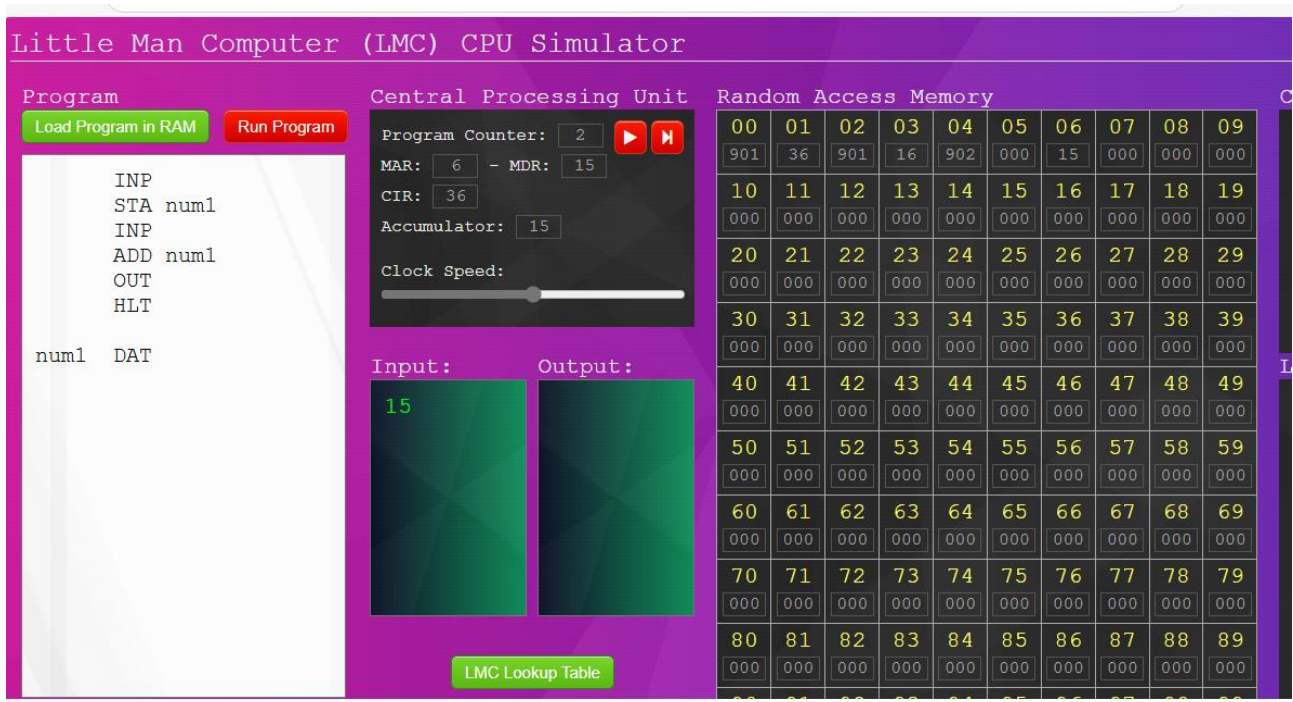 Little Man Computer (LMC) CPU Simulator
Program
Load Program in RAM Run Program
INP
STA num1
INP
ADD num1
OUT
HLT
num1 DAT
Central Processing Unit
Program Counter: 2
MAR: 6 - MDR: 15
CIR: 36
Accumulator: 15
Clock Speed:
Input: Output:
15
LMC Lookup Table
Random Access Memory
00 01 02 03 04 05 06 07 08 09
901 36 901 16 902 000 15 000 000 000
10 11 12 13 14 15 16 17 18 19
000 000 000 000 000 000 000 000 000 000
20 21 22 23 24 25 26 27 28 29
000 000 000 000 000 000 000 000 000 000
30 31 32 33 34 35 36 37 38 39
000 000 000 000 000 000 000 000 000 000
40 41 42 43 44 45 46 47 48 49
000 000 000 000 000 000 000 000 000 000
50 51 52 53 54 55 56 57 58 59
000 000 000 000 000 000 000 000 000 000
60 61 62 63 64 65 66 67 68 69
000 000 000 000 000 000 000 000 000 000
70 71 72 73 74 75 76 77 78 79
000 000 000 000 000 000 000 000 000 000
80 81 82 83 84 85 86 87 88 89
000 000 000 000 000 000 000 000 000 000